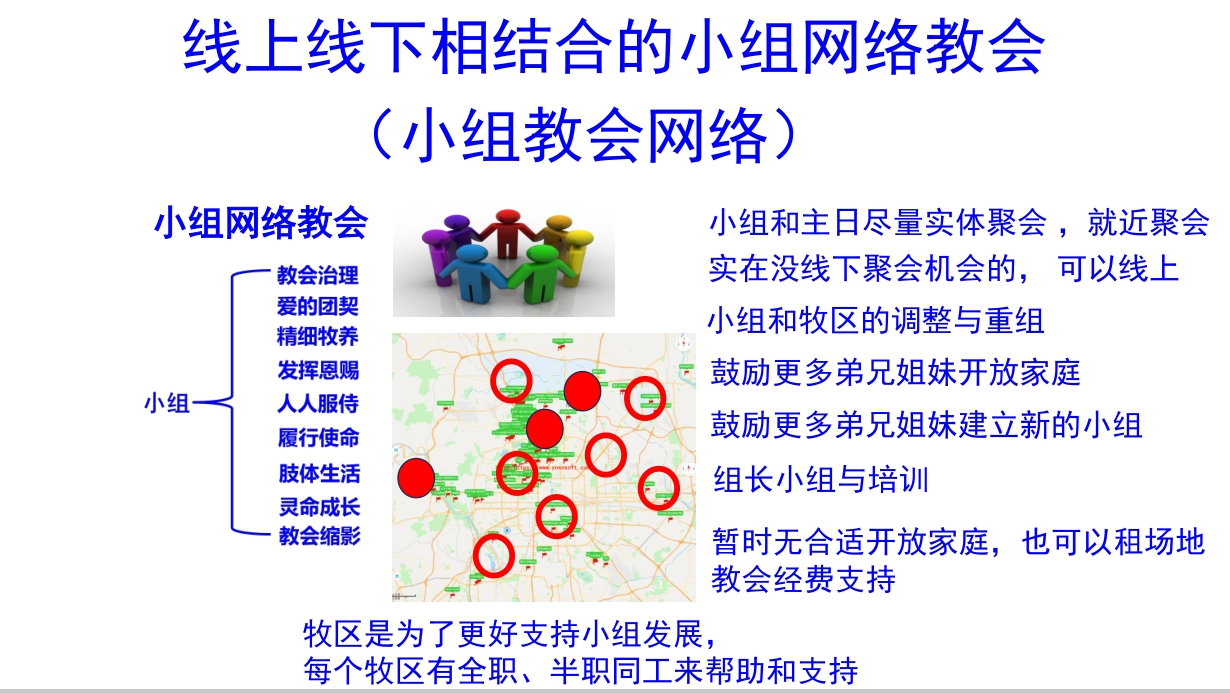 线上线下相结合的小组网络教会
（小组教会网络）
小组网络教会
小组
教会治理
爱的团契
精细牧养
发挥恩赐
人人服侍
履行使命
肢体生活
灵命成长
教会缩影
小组和主日尽量实体聚会 ，就近聚会
实在没线下聚会机会的， 可以线上
小组和牧区的调整与重组
鼓励更多弟兄姐妹开放家庭
鼓励更多弟兄姐妹建立新的小组
组长小组与培训
暂时无合适开放家庭，也可以租场地
教会经费支持
牧区是为了更好支持小组发展，
每个牧区有全职、半职同工来帮助和支持